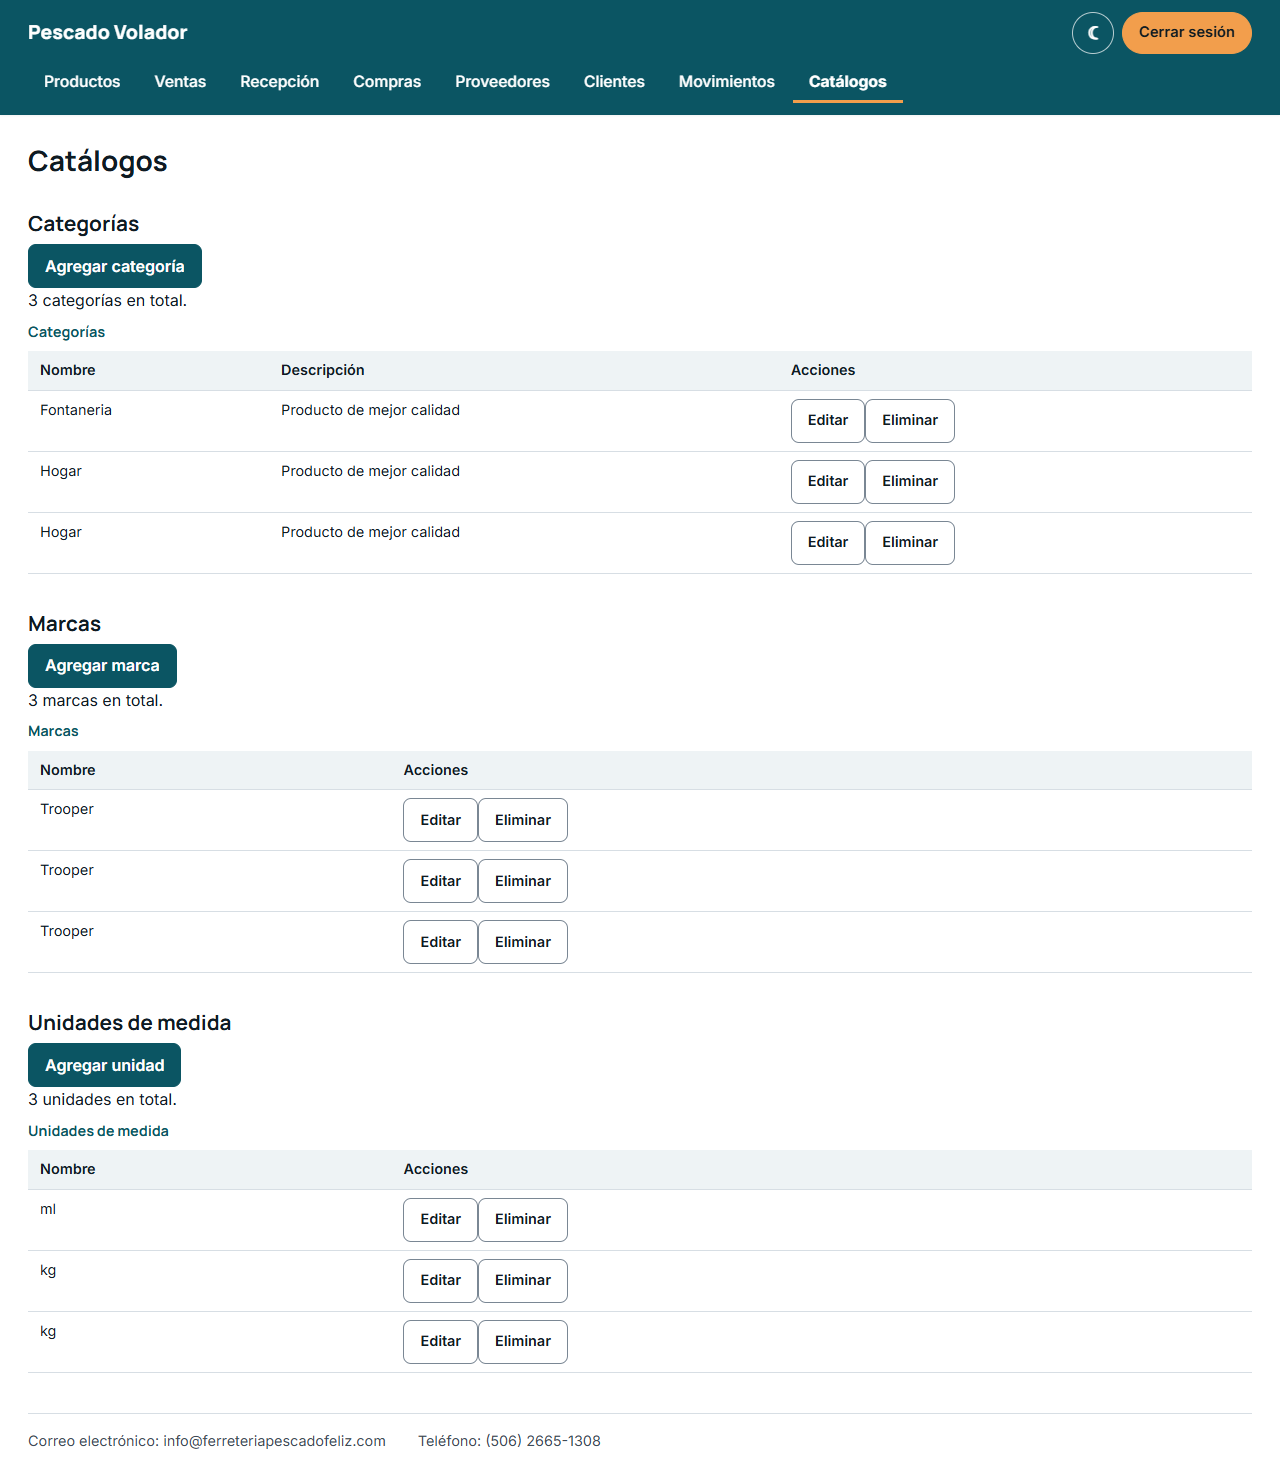 Pescado Volador
Cerrar sesión
Productos Ventas Recepción Compras Proveedores Clientes Movimientos Catálogos
Catálogos
Categorías
Agregar categoría
3 categorías en total.
Categorías
Nombre Descripción Acciones
Fontaneria Producto de mejor calidad Editar Eliminar
Hogar Producto de mejor calidad Editar Eliminar
Hogar Producto de mejor calidad Editar Eliminar
Marcas
Agregar marca
3 marcas en total.
Marcas
Nombre Acciones
Trooper Editar Eliminar
Trooper Editar Eliminar
Trooper Editar Eliminar
Unidades de medida
Agregar unidad
3 unidades en total.
Unidades de medida
Nombre Acciones
ml Editar Eliminar
kg Editar Eliminar
kg Editar Eliminar
Correo electrónico: info@ferreteriapescadofeliz.com Teléfono: (506) 2665-1308